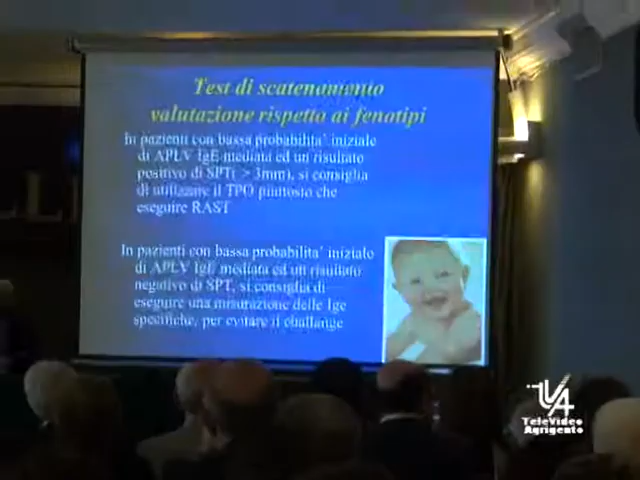 Test di scatenamento
valutazione rispetto ai fenotipi
In pazienti con bassa probabilita' iniziale
di APLV IgE mediata ed un risultato
positivo di SPT( > 3mm), si consiglia
di utilizzare il TPO piuttosto che
eseguire RAST
In pazienti con bassa probabilita' iniziale
di APLV IgE mediata ed un risultato
negativo di SPT, si consiglia di
eseguire una misurazione delle Ige
specifiche, per evitare il challange
TVA
TeleVideo
Agrigento